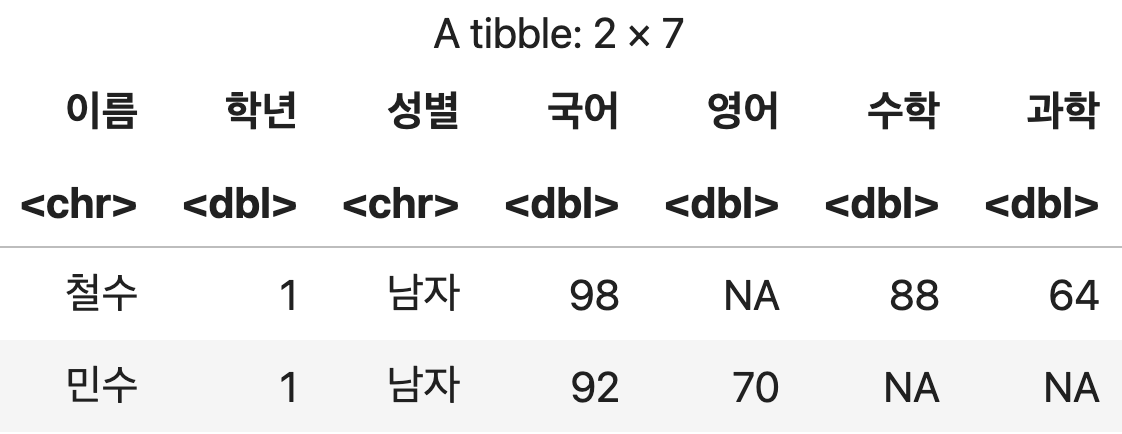 A tibble: 2 × 7
이름 학년 성별 국어 영어 수학 과학
<chr> <dbl> <chr> <dbl> <dbl> <dbl> <dbl>
철수 1 남자 98 NA 88 64
민수 1 남자 92 70 NA NA